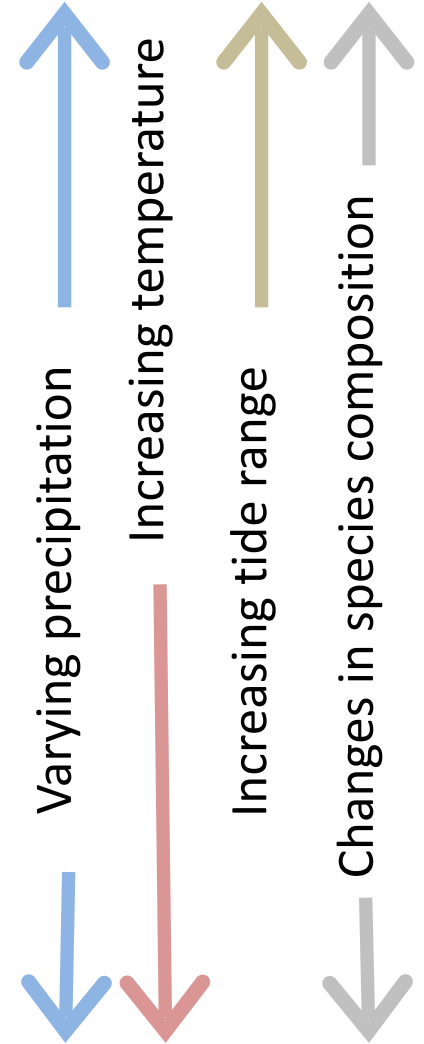 Varying precipitation
Increasing temperature
Increasing tide range
Changes in species composition